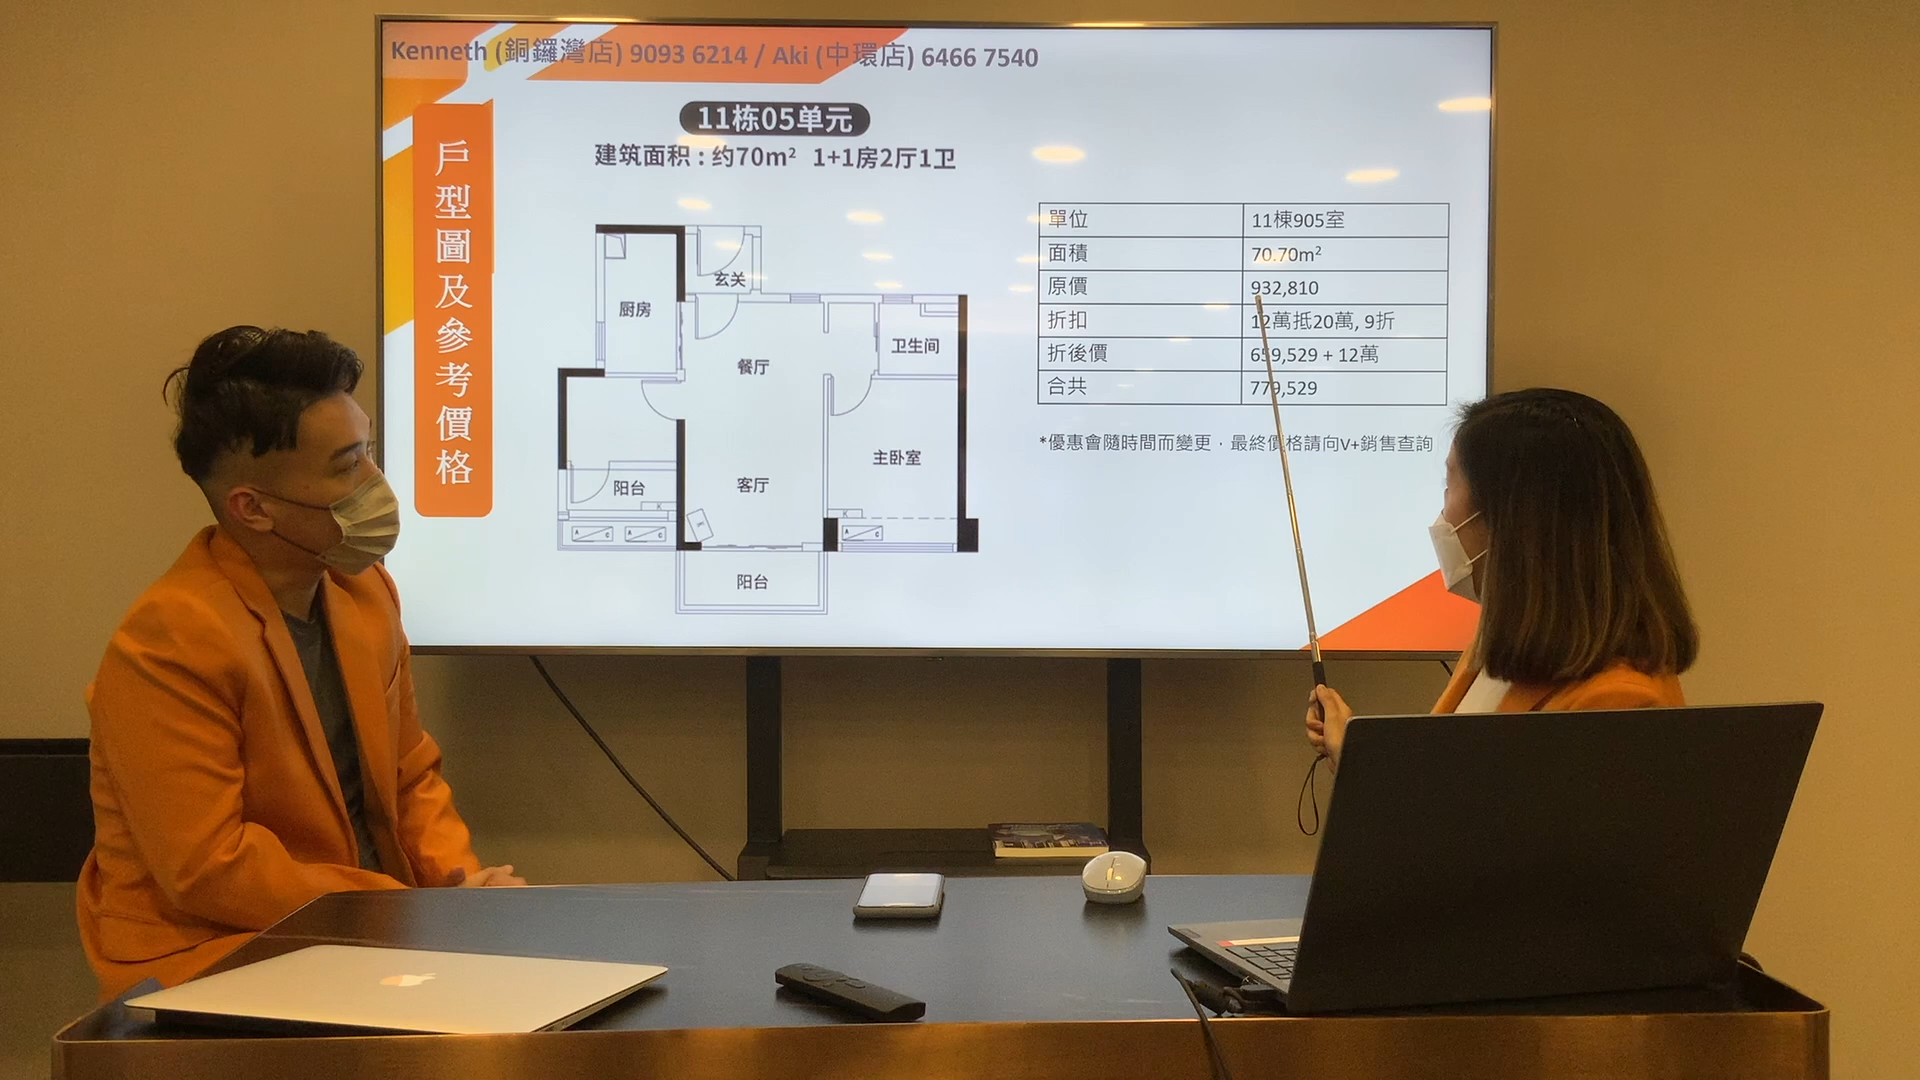 Kenneth (銅鑼灣店) 9093 6214 / Aki (中環店) 6466 7540
戶型圖及參考價格
11栋05单元
建筑面积：约70m² 1+1房2厅1卫
玄关
厨房
餐厅
卫生间
主卧室
客厅
阳台
阳台
單位 11棟905室
面積 70.70m²
原價 932,810
折扣 12萬抵20萬, 9折
折後價 659,529 + 12萬
合共 779,529
*優惠會隨時間而變更，最終價格請向V+銷售查詢